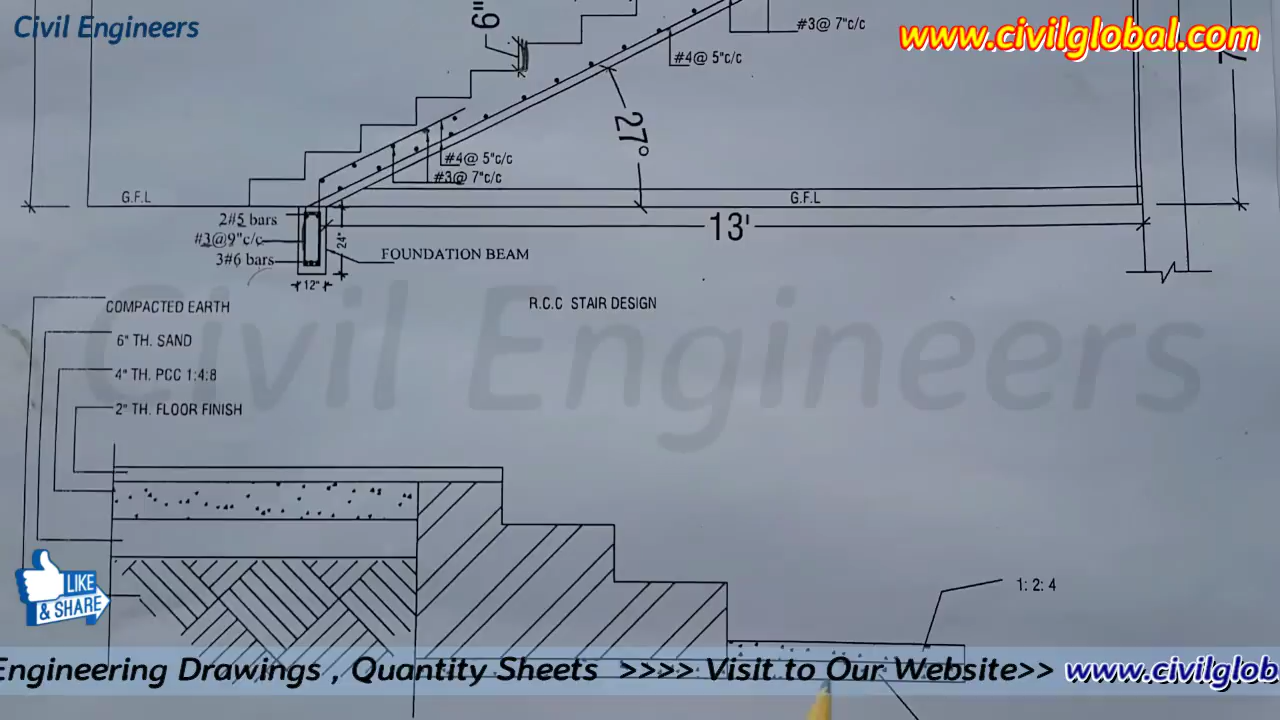 Civil Engineers
www.civilglobal.com
6"
#3@ 7"c/c
#4@ 5"c/c
27°
#4@ 5"c/c
#3@ 7"c/c
G.F.L
G.F.L
2#5 bars
13'
#3@9"c/c
24"
FOUNDATION BEAM
3#6 bars
12"
COMPACTED EARTH
R.C.C STAIR DESIGN
6" TH. SAND
Civil Engineers
4" TH. PCC 1:4:8
2" TH. FLOOR FINISH
LIKE
& SHARE
1: 2: 4
Engineering Drawings , Quantity Sheets >>>> Visit to Our Website>> www.civilglob